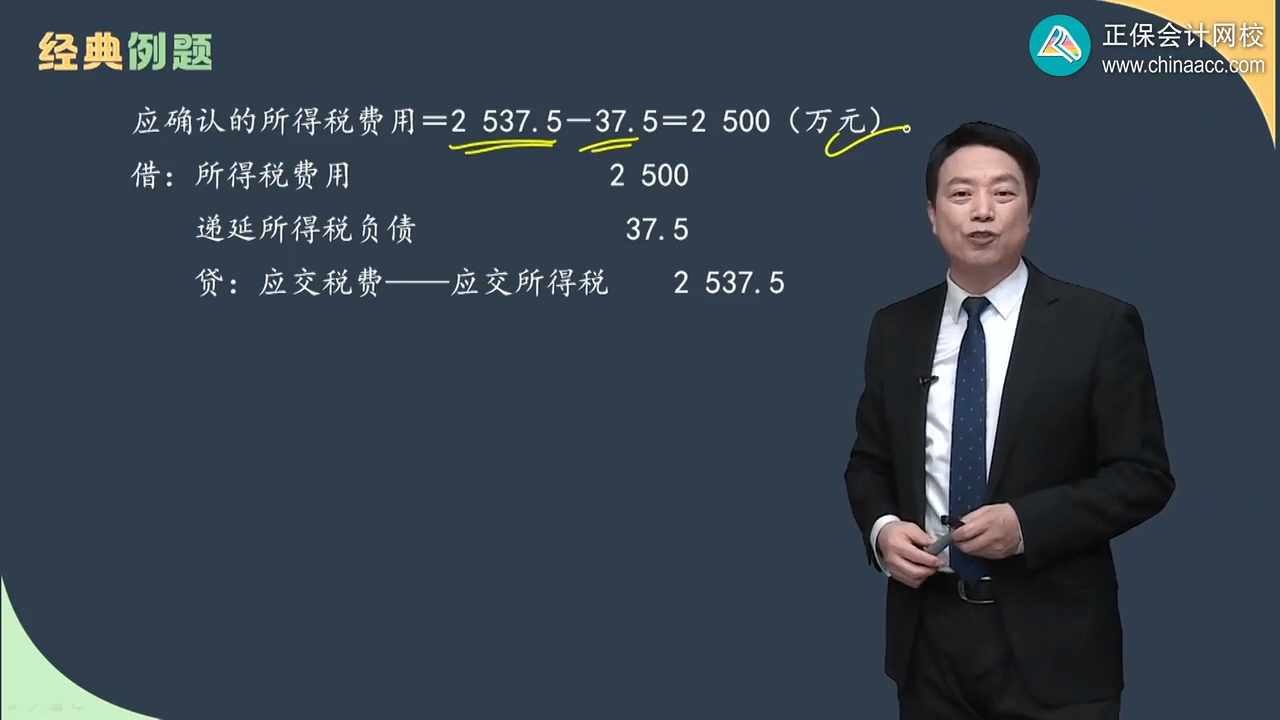 经典例题
正保会计网校
www.chinaacc.com
应确认的所得税费用＝2 537.5－37.5＝2 500（万元）。
借：所得税费用 2 500
递延所得税负债 37.5
贷：应交税费——应交所得税 2 537.5